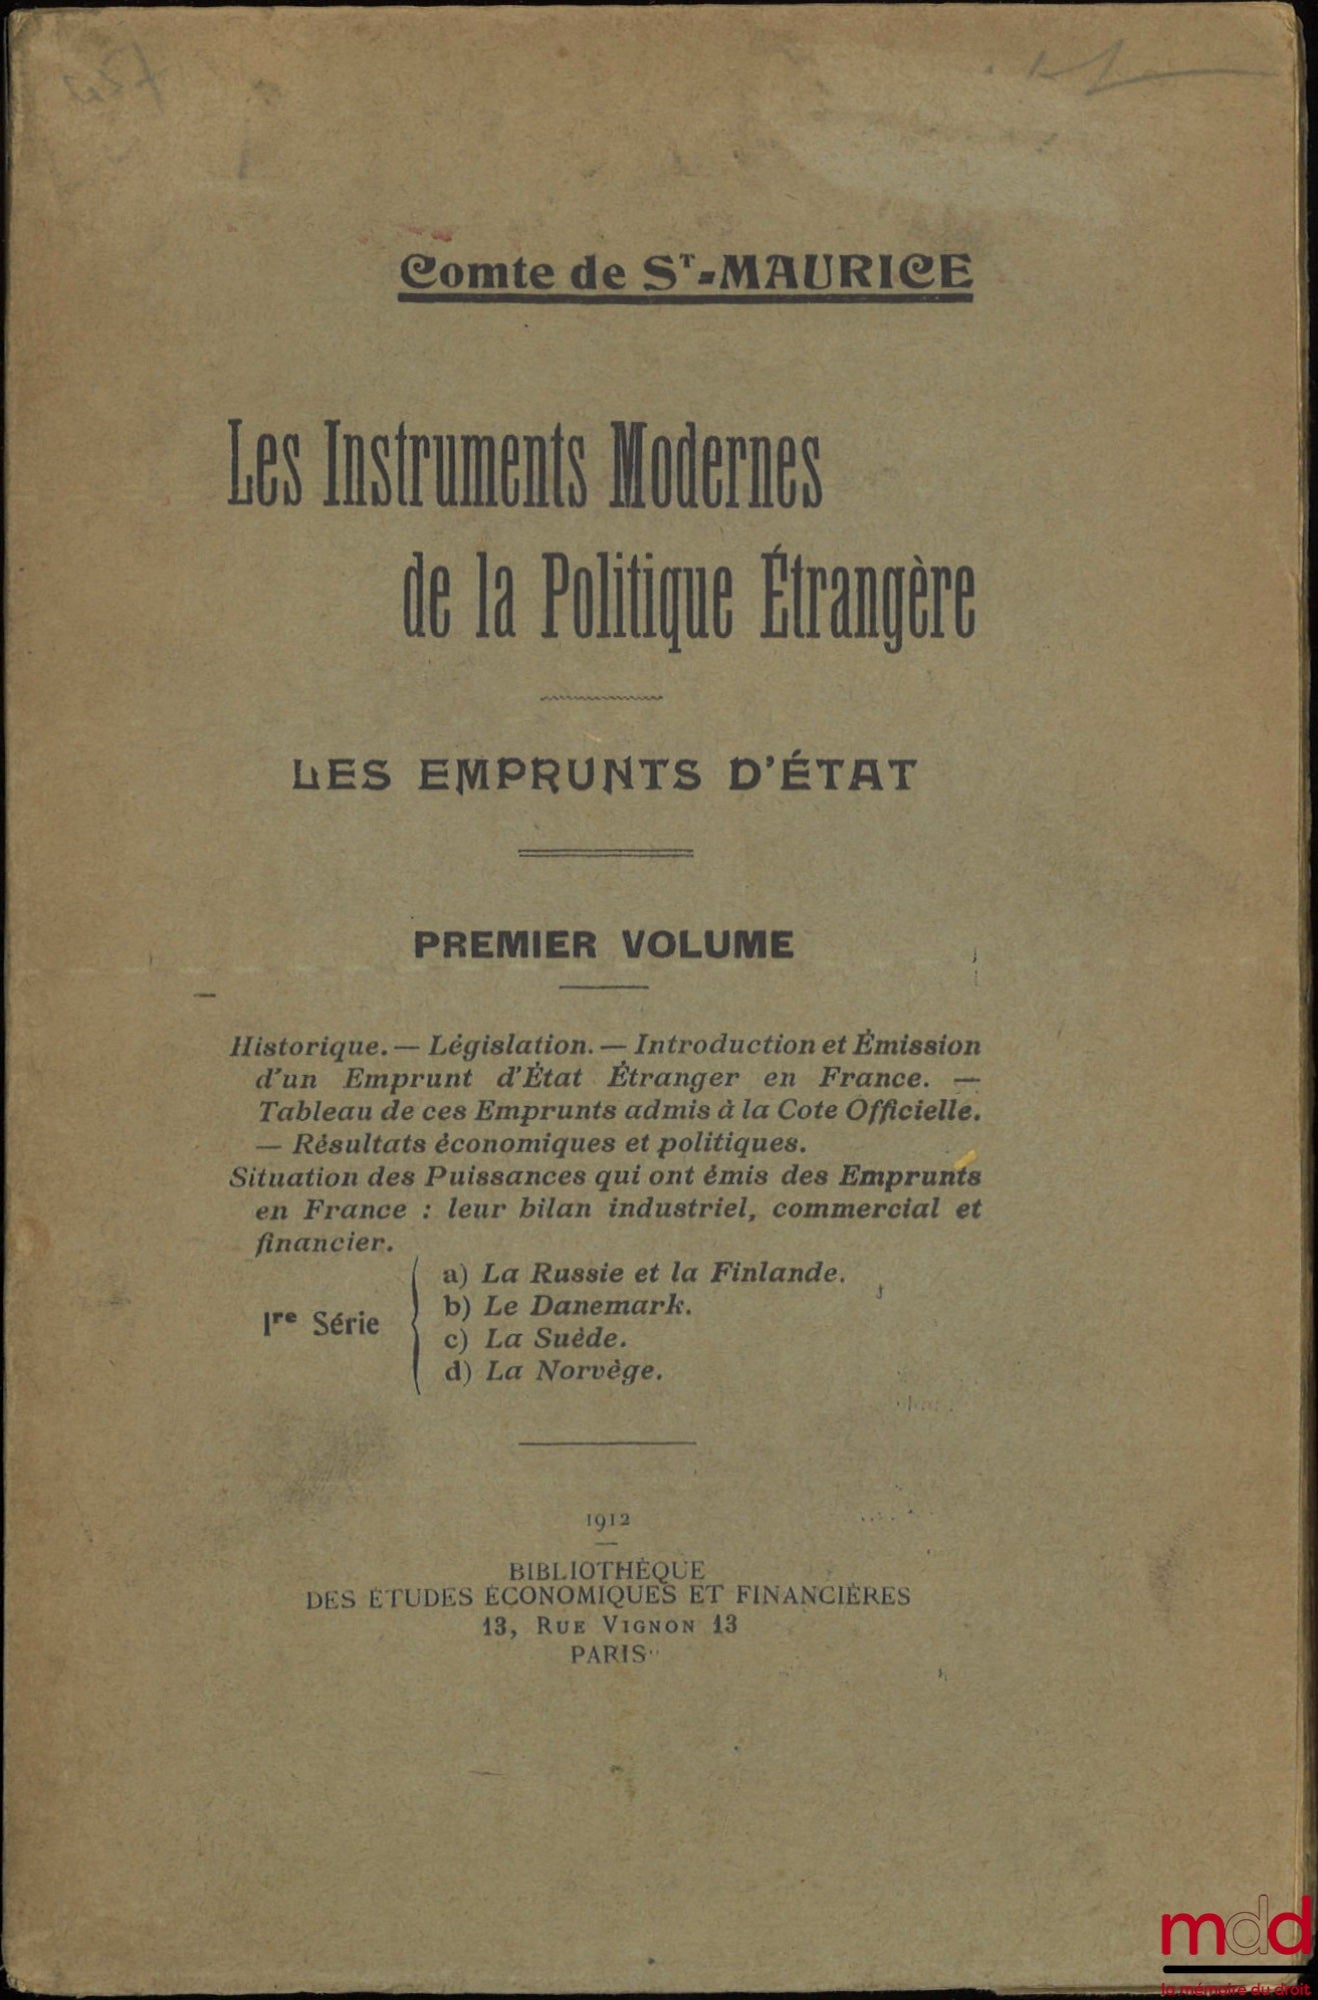 Comte de Sᵀ-MAURICE
Les Instruments Modernes
de la Politique Étrangère
LES EMPRUNTS D'ÉTAT
PREMIER VOLUME
Historique. — Législation. — Introduction et Émission
d'un Emprunt d'État Étranger en France. —
Tableau de ces Emprunts admis à la Cote Officielle.
— Résultats économiques et politiques.
Situation des Puissances qui ont émis des Emprunts
en France : leur bilan industriel, commercial et
financier.
Iʳᵉ Série
a) La Russie et la Finlande.
b) Le Danemark.
c) La Suède.
d) La Norvège.
1912
BIBLIOTHÈQUE
DES ÉTUDES ÉCONOMIQUES ET FINANCIÈRES
13, RUE VIGNON 13
PARIS
mdd
la mémoire du droit